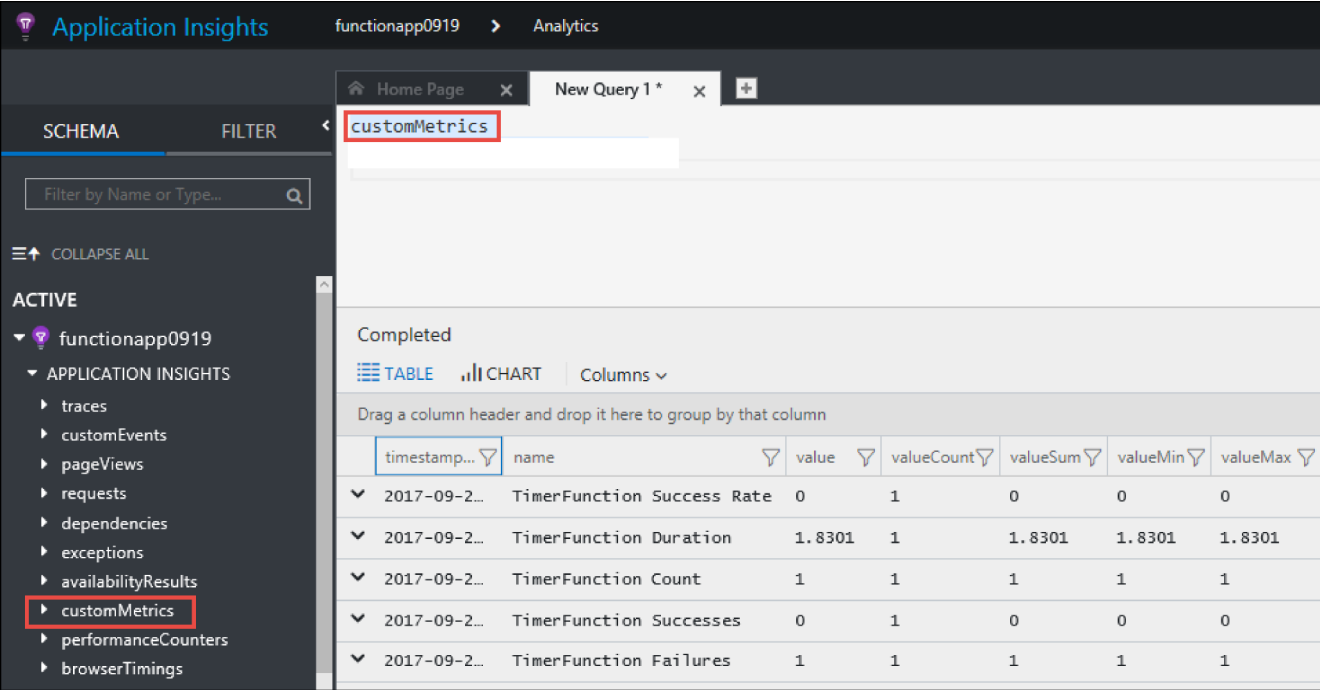 Application Insights functionapp0919 Analytics
Home Page New Query 1 *
SCHEMA FILTER
customMetrics
Filter by Name or Type...
COLLAPSE ALL
ACTIVE
functionapp0919
APPLICATION INSIGHTS
traces
customEvents
pageViews
requests
dependencies
exceptions
availabilityResults
customMetrics
performanceCounters
browserTimings
Completed
TABLE CHART Columns
Drag a column header and drop it here to group by that column
timestamp... name value valueCount valueSum valueMin valueMax
2017-09-2... TimerFunction Success Rate 0 1 0 0 0
2017-09-2... TimerFunction Duration 1.8301 1 1.8301 1.8301 1.8301
2017-09-2... TimerFunction Count 1 1 1 1 1
2017-09-2... TimerFunction Successes 0 1 0 0 0
2017-09-2... TimerFunction Failures 1 1 1 1 1